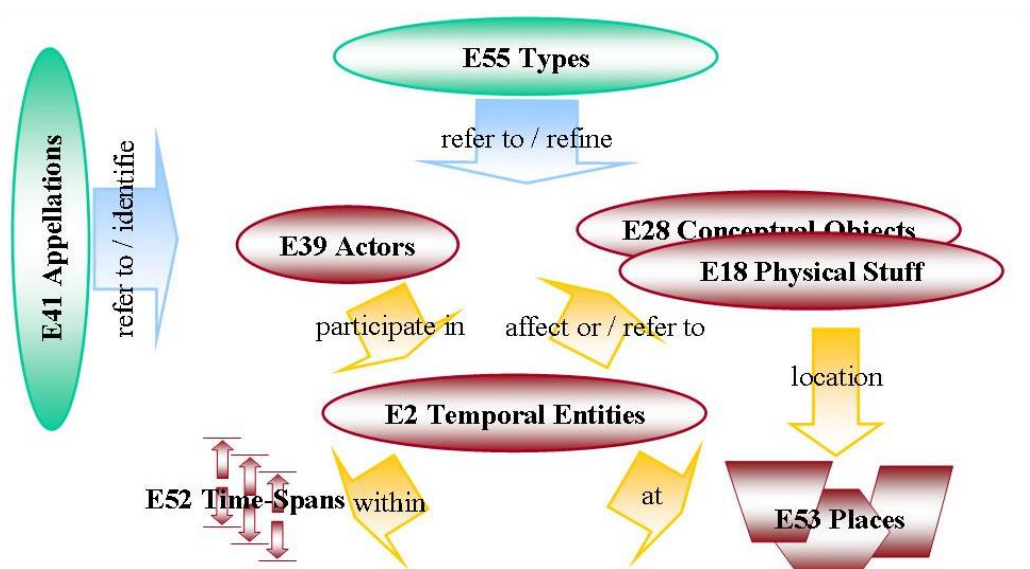 E55 Types
refer to / refine
E41 Appellations
refer to / identifie
E39 Actors
E28 Conceptual Objects
E18 Physical Stuff
participate in
affect or / refer to
location
E2 Temporal Entities
E52 Time-Spans
within
at
E53 Places